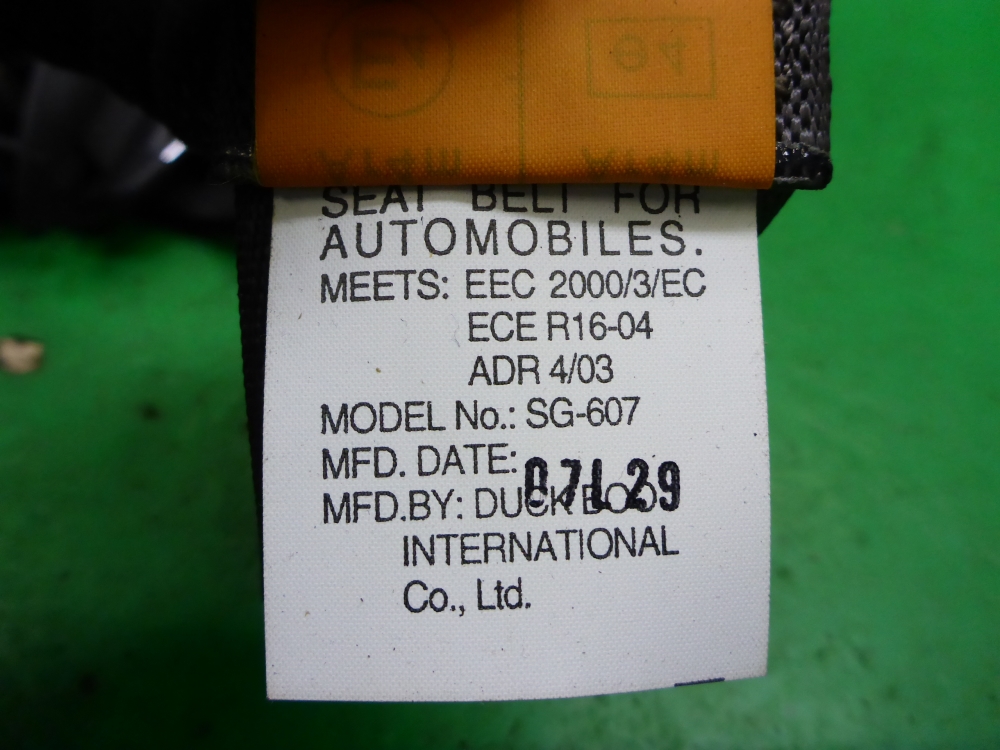 SEAT BELT FOR
AUTOMOBILES.
MEETS: EEC 2000/3/EC
ECE R16-04
ADR 4/03
MODEL No.: SG-607
MFD. DATE: 07L29
MFD.BY: DUCK BOO
INTERNATIONAL
Co., Ltd.